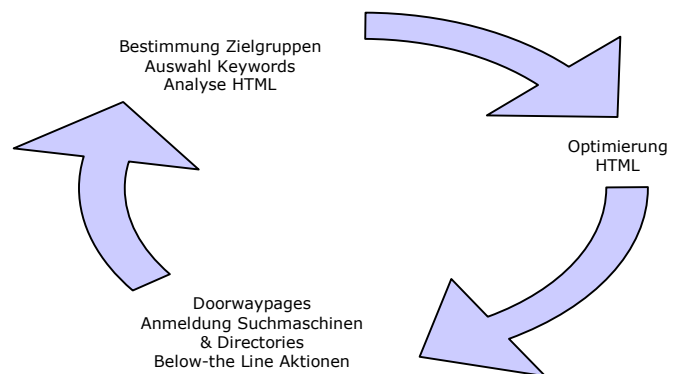 Bestimmung Zielgruppen
Auswahl Keywords
Analyse HTML
Optimierung
HTML
Doorwaypages
Anmeldung Suchmaschinen
& Directories
Below-the Line Aktionen